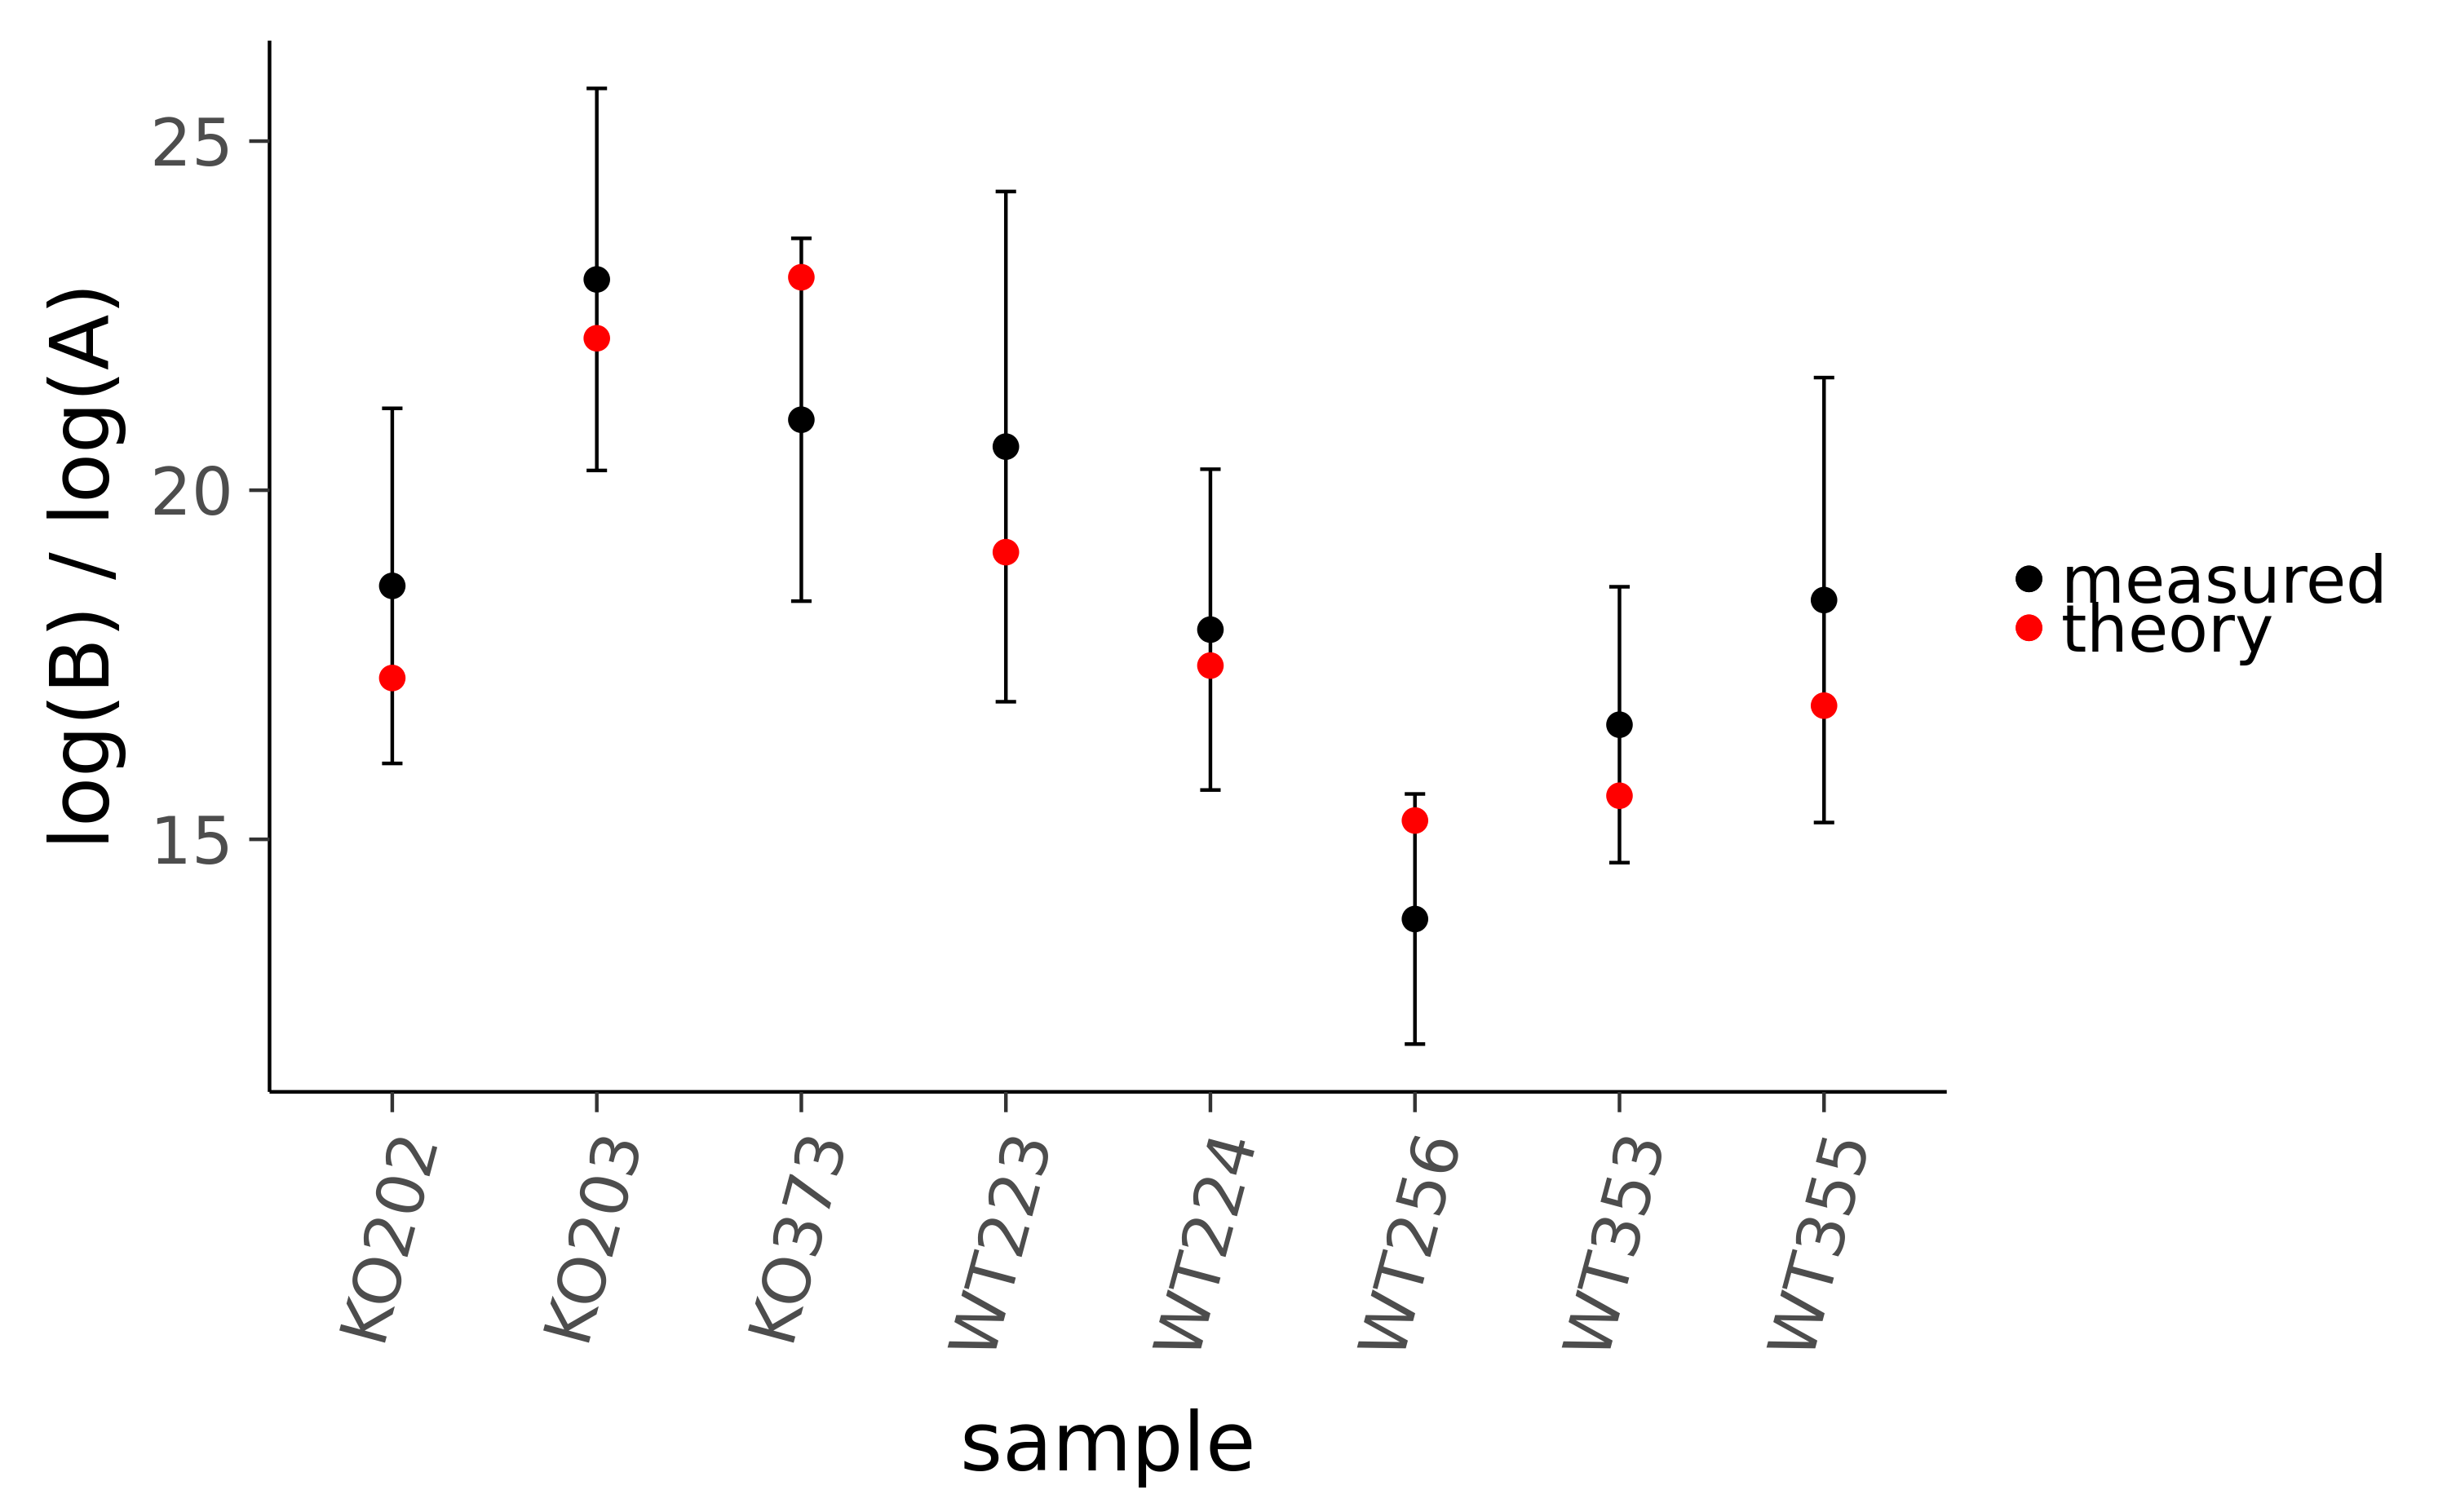 log(B) / log(A)
25
20
15
KO202
KO203
KO373
WT223
WT224
WT256
WT353
WT355
sample
measured
theory